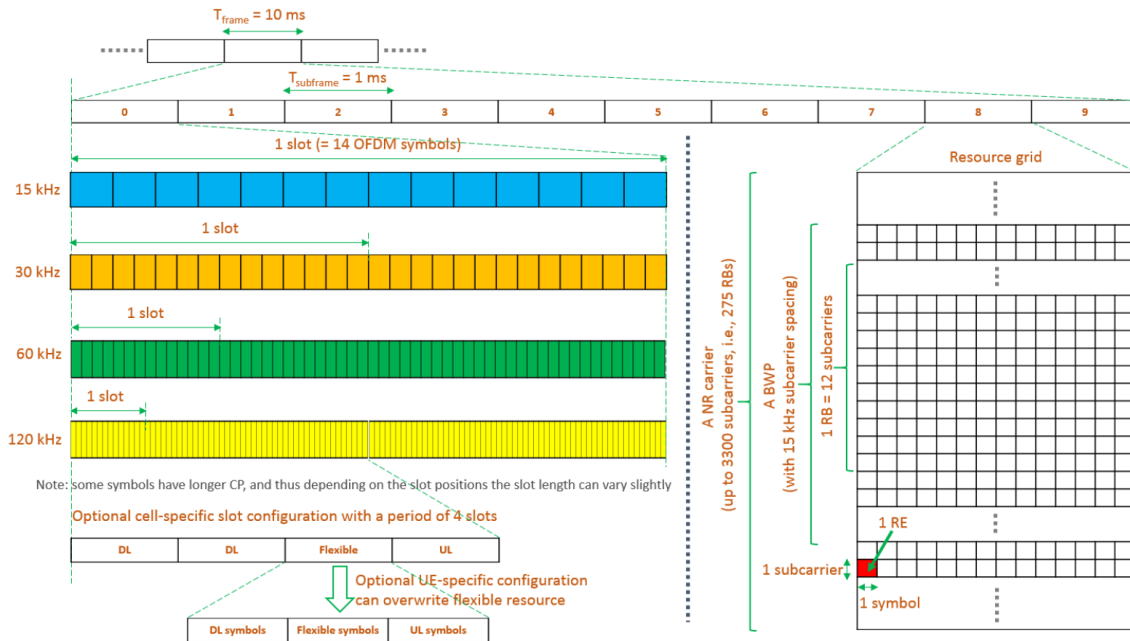 T_frame = 10 ms
T_subframe = 1 ms
0 1 2 3 4 5 6 7 8 9
1 slot (= 14 OFDM symbols)
15 kHz
1 slot
30 kHz
1 slot
60 kHz
1 slot
120 kHz
Note: some symbols have longer CP, and thus depending on the slot positions the slot length can vary slightly
Optional cell-specific slot configuration with a period of 4 slots
DL DL Flexible UL
Optional UE-specific configuration
can overwrite flexible resource
DL symbols Flexible symbols UL symbols
A NR carrier
(up to 3300 subcarriers, i.e., 275 RBs)
A BWP
(with 15 kHz subcarrier spacing)
1 RB = 12 subcarriers
Resource grid
1 RE
1 subcarrier
1 symbol